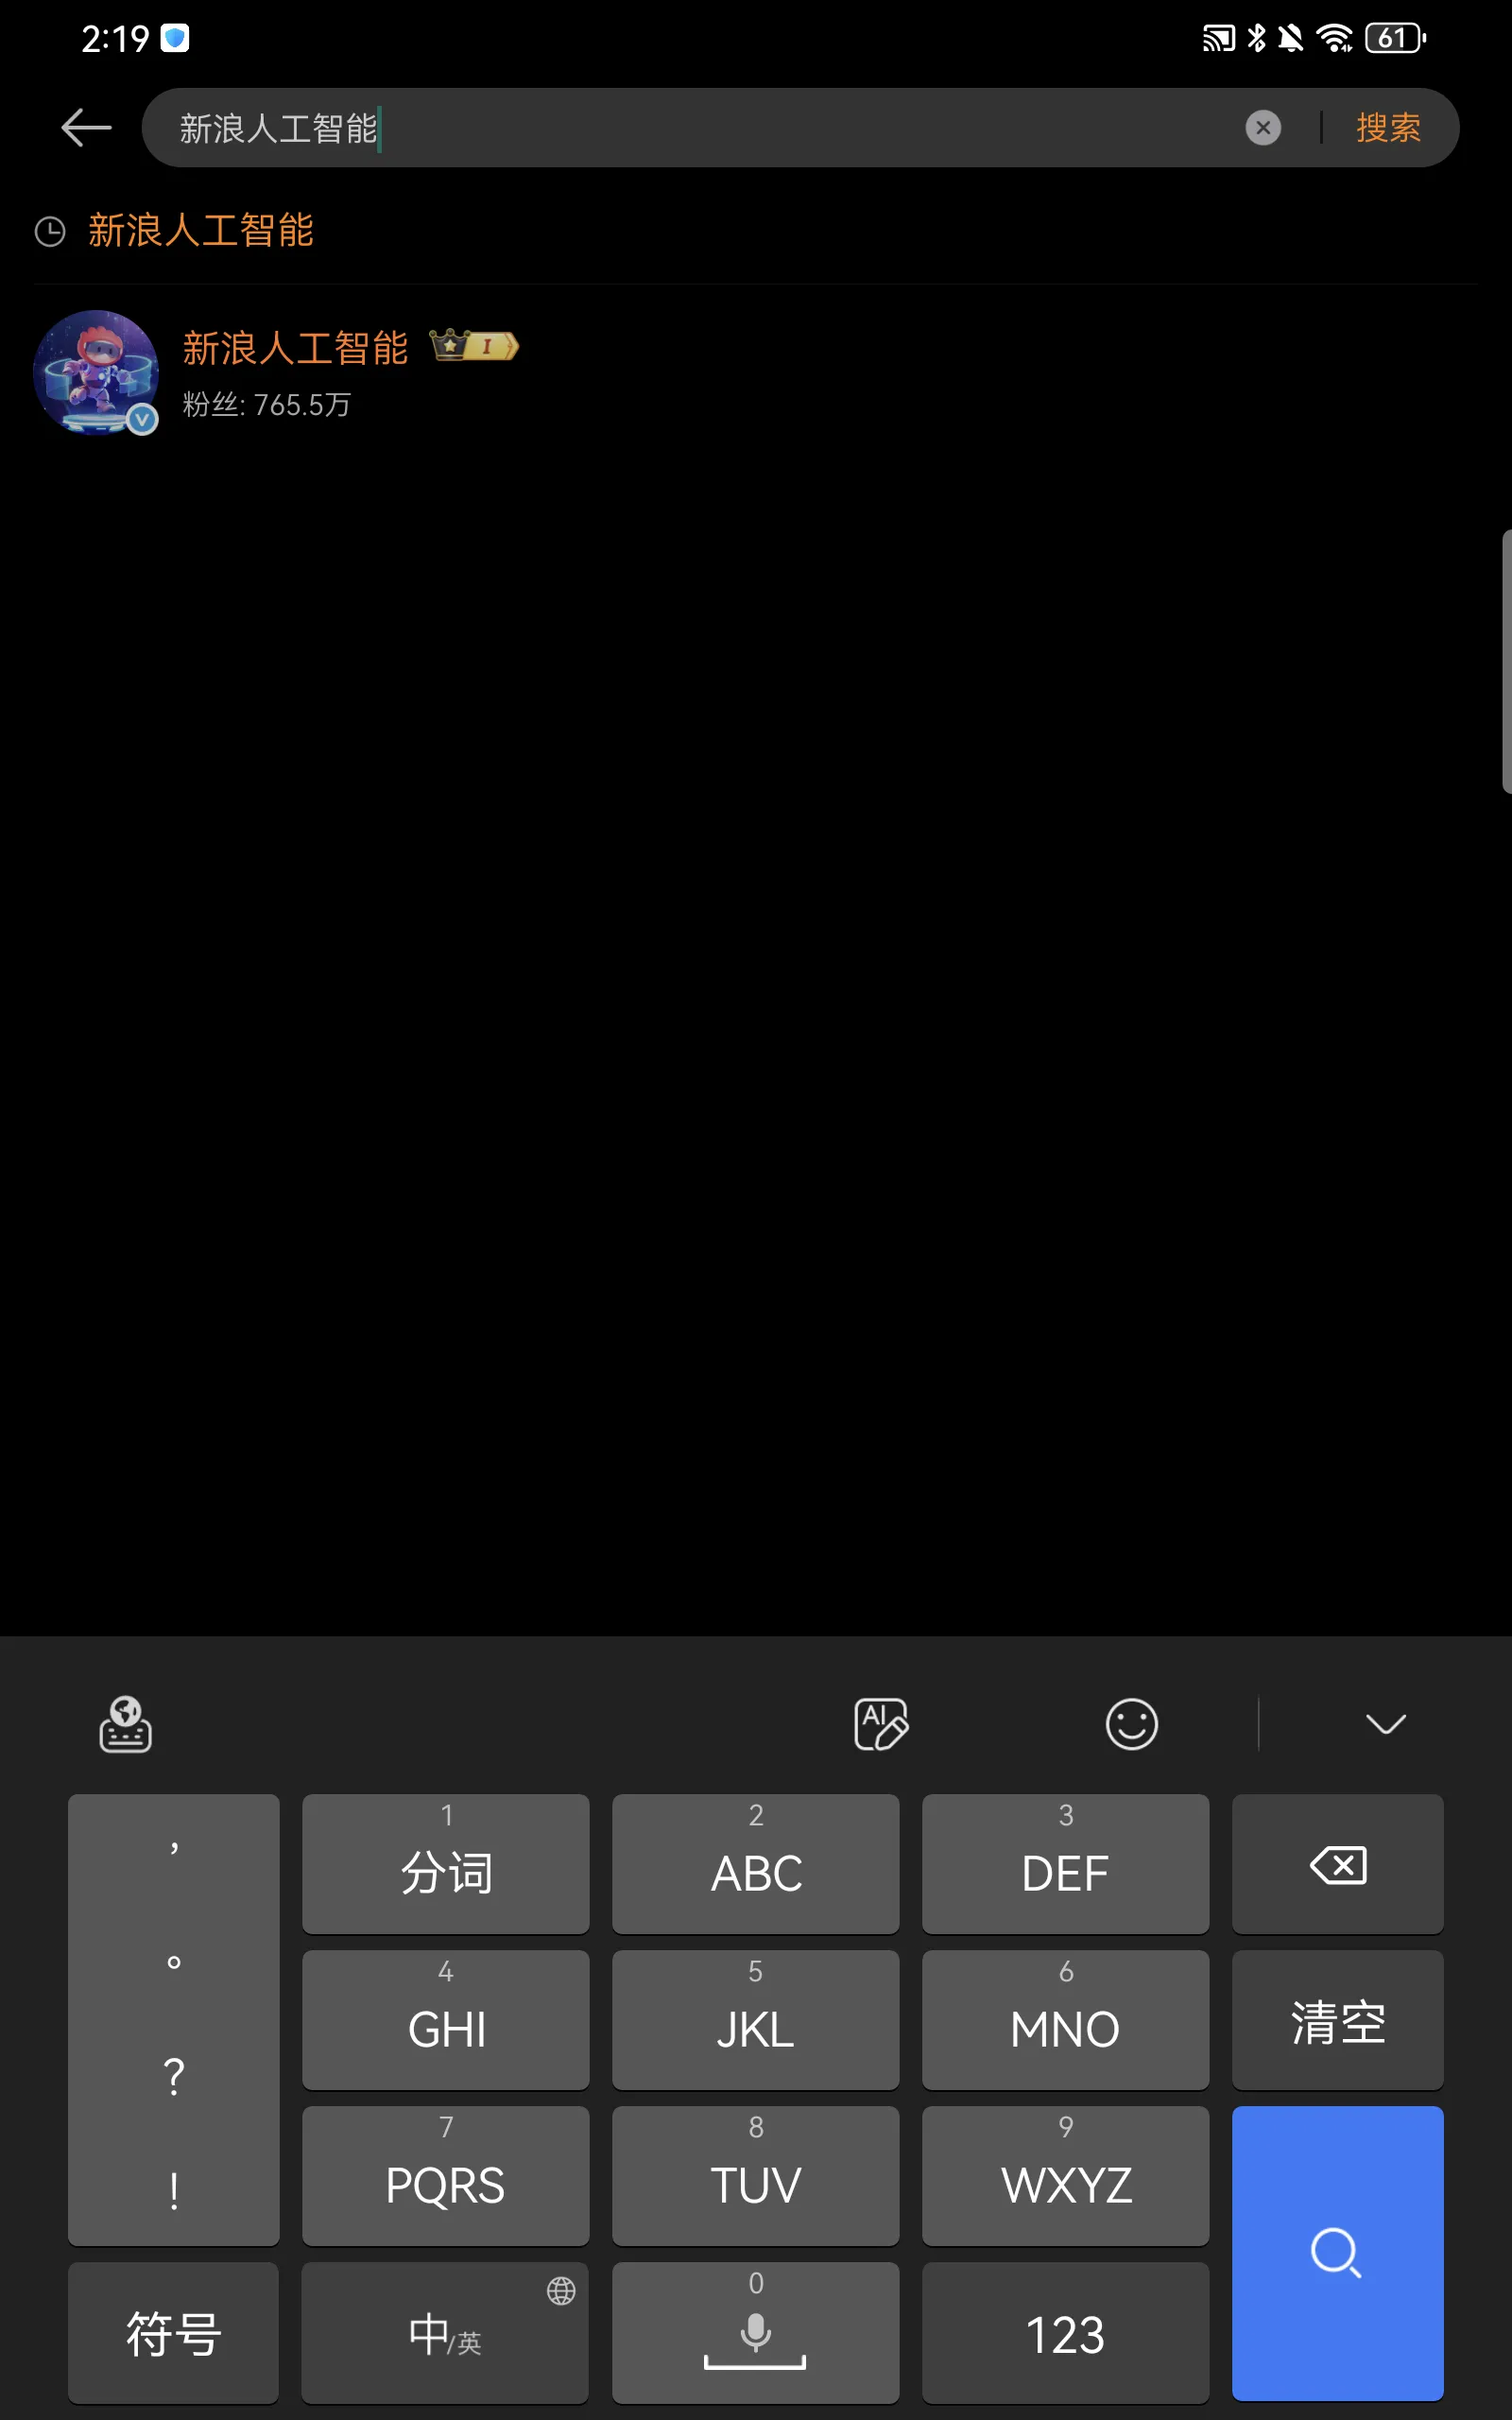 2:19
61
新浪人工智能
搜索
新浪人工智能
新浪人工智能 I
粉丝: 765.5万
AI
，
1
分词
2
ABC
3
DEF
。
4
GHI
5
JKL
6
MNO
清空
?
7
PQRS
8
TUV
9
WXYZ
!
符号
中/英
0
123